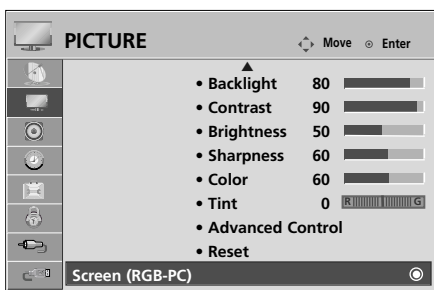 PICTURE Move Enter
• Backlight 80
• Contrast 90
• Brightness 50
• Sharpness 60
• Color 60
• Tint 0 R G
• Advanced Control
• Reset
Screen (RGB-PC)